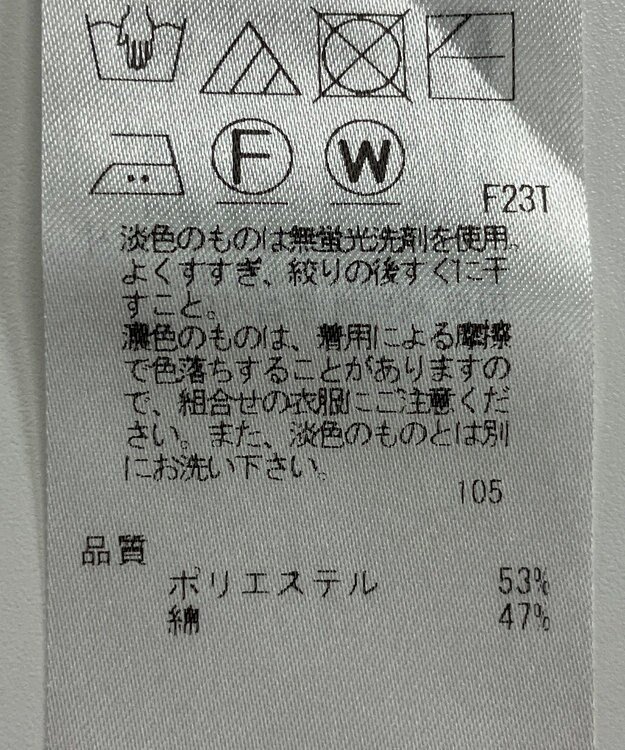 F W
F23T
淡色のものは無蛍光洗剤を使用。
よくすすぎ、絞りの後すぐに干
すこと。
濃色のものは、着用による摩擦
で色落ちすることがありますの
で、組合せの衣服にご注意くだ
さい。また、淡色のものとは別
にお洗い下さい。
105
品質
ポリエステル 53%
綿 47%